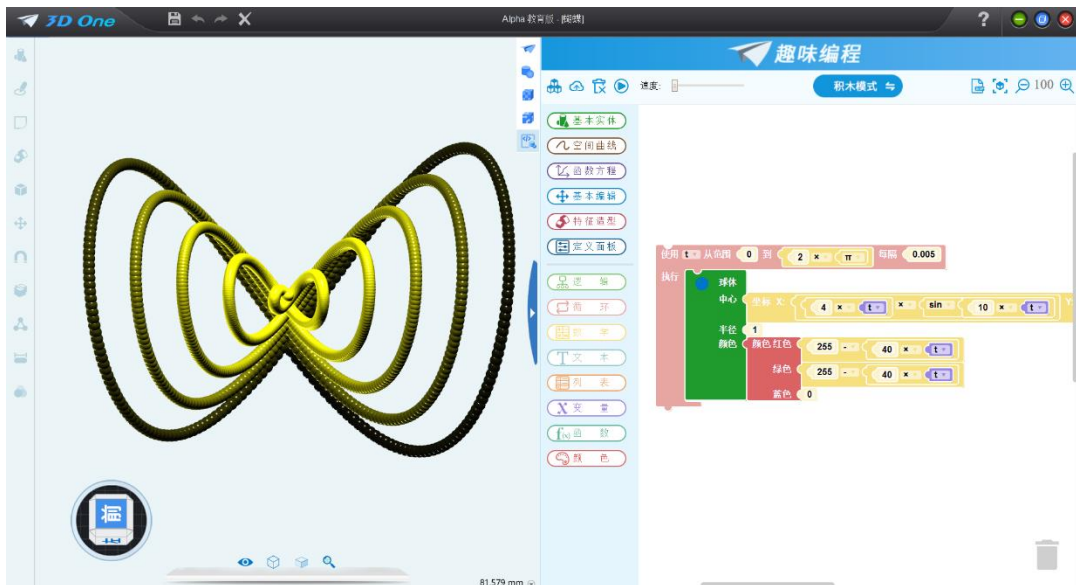 3D One
Alpha 教育版 - [蝴蝶]
?
趣味编程
速度:
积木模式
100
基本实体
空间曲线
函数方程
基本编辑
特征造型
定义面板
逻辑
循环
数学
T 文本
列表
X 变量
f(x) 函数
颜色
使用 t 从范围 0 到 2 × π 每隔 0.005
执行 球体
中心 坐标 X: 4 × t × sin 10 × t Y:
半径 1
颜色 颜色 红色 255 - 40 × t
绿色 255 - 40 × t
蓝色 0
前
上
81.579 mm